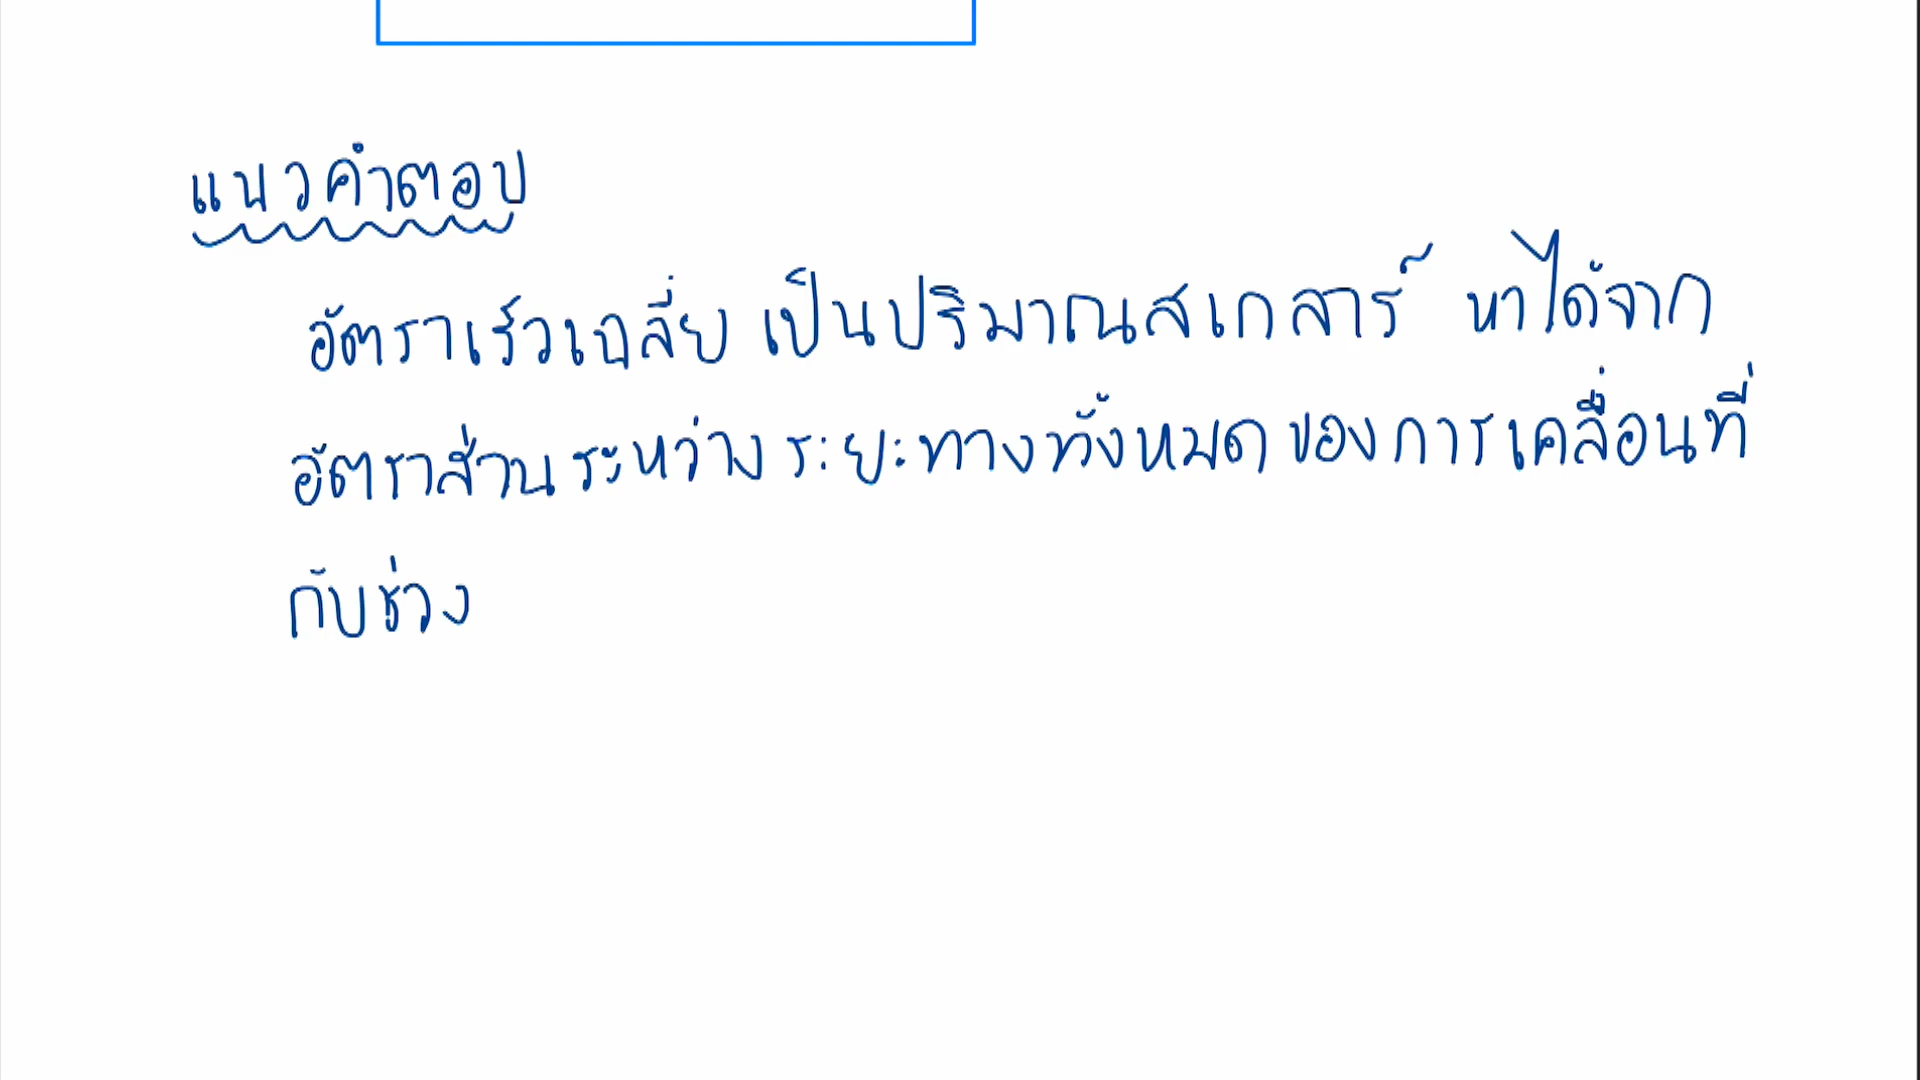 แนวคำตอบ
อัตราเร็วเฉลี่ย เป็นปริมาณสเกลาร์ หาได้จาก
อัตราส่วนระหว่าง ระยะทางทั้งหมดของการเคลื่อนที่
กับช่วง